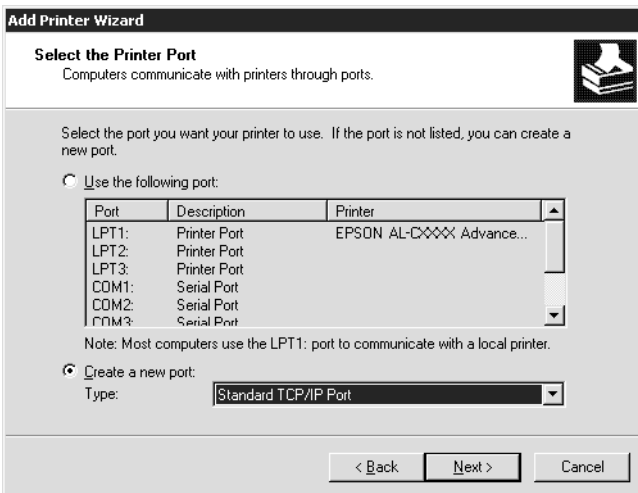 Add Printer Wizard
Select the Printer Port
Computers communicate with printers through ports.
Select the port you want your printer to use.  If the port is not listed, you can create a
new port.
Use the following port:
Port Description Printer
LPT1: Printer Port EPSON AL-CXXXX Advance...
LPT2: Printer Port
LPT3: Printer Port
COM1: Serial Port
COM2: Serial Port
COM3: Serial Port
Note: Most computers use the LPT1: port to communicate with a local printer.
Create a new port:
Type: Standard TCP/IP Port
< Back Next > Cancel